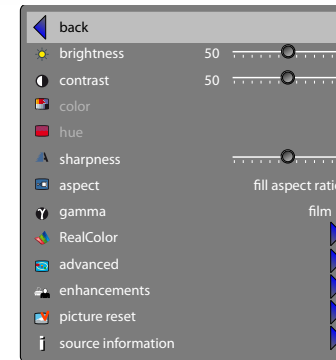 back
brightness 50
contrast 50
color
hue
sharpness
aspect fill aspect ratio
gamma film
RealColor
advanced
enhancements
picture reset
source information